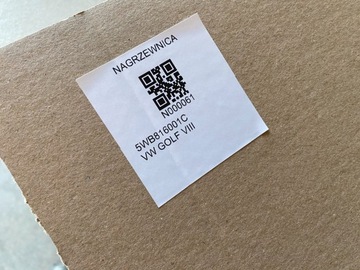 NAGRZEWNICA
N000061
5WB816001C
VW GOLF VIII